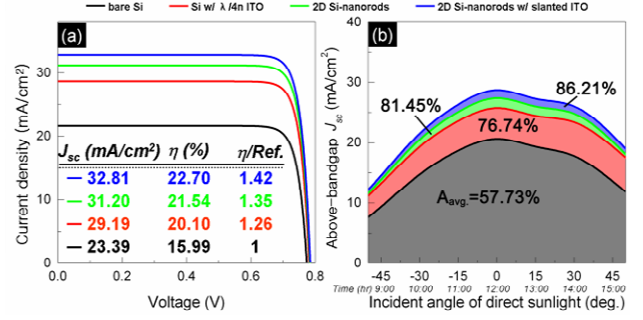 bare Si
Si w/ λ/4n ITO
2D Si-nanorods
2D Si-nanorods w/ slanted ITO
(a)
Current density (mA/cm²)
30
20
10
0
Jsc (mA/cm²) η (%) η/Ref.
32.81 22.70 1.42
31.20 21.54 1.35
29.19 20.10 1.26
23.39 15.99 1
0.0 0.2 0.4 0.6 0.8
Voltage (V)
(b)
Above-bandgap Jsc (mA/cm²)
40
30
20
10
0
81.45%
86.21%
76.74%
Aavg.=57.73%
-45 -30 -15 0 15 30 45
Time (hr) 9:00 10:00 11:00 12:00 13:00 14:00 15:00
Incident angle of direct sunlight (deg.)